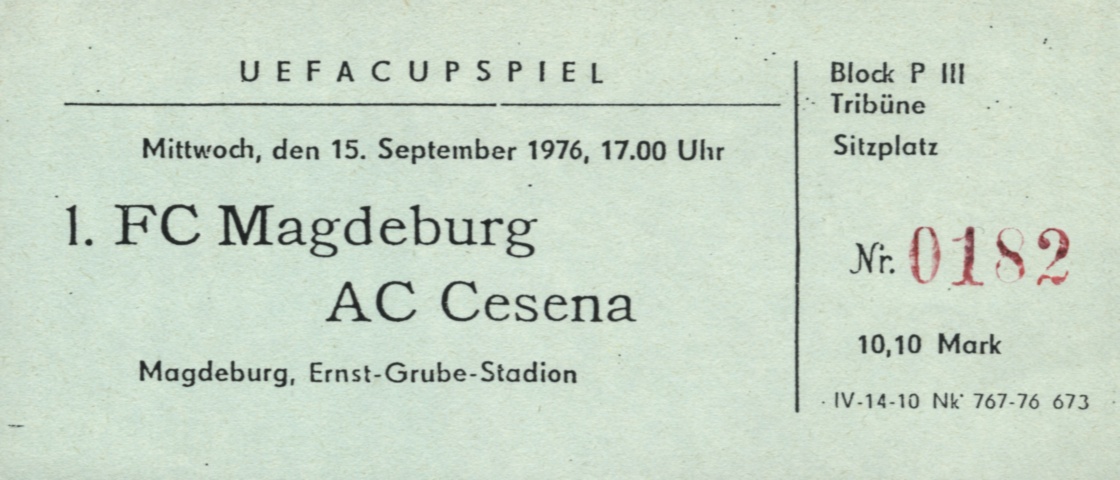 UEFACUPSPIEL
Mittwoch, den 15. September 1976, 17.00 Uhr
1. FC Magdeburg
AC Cesena
Magdeburg, Ernst-Grube-Stadion
Block P III
Tribüne
Sitzplatz
Nr. 0182
10,10 Mark
IV-14-10 Nk 767-76 673